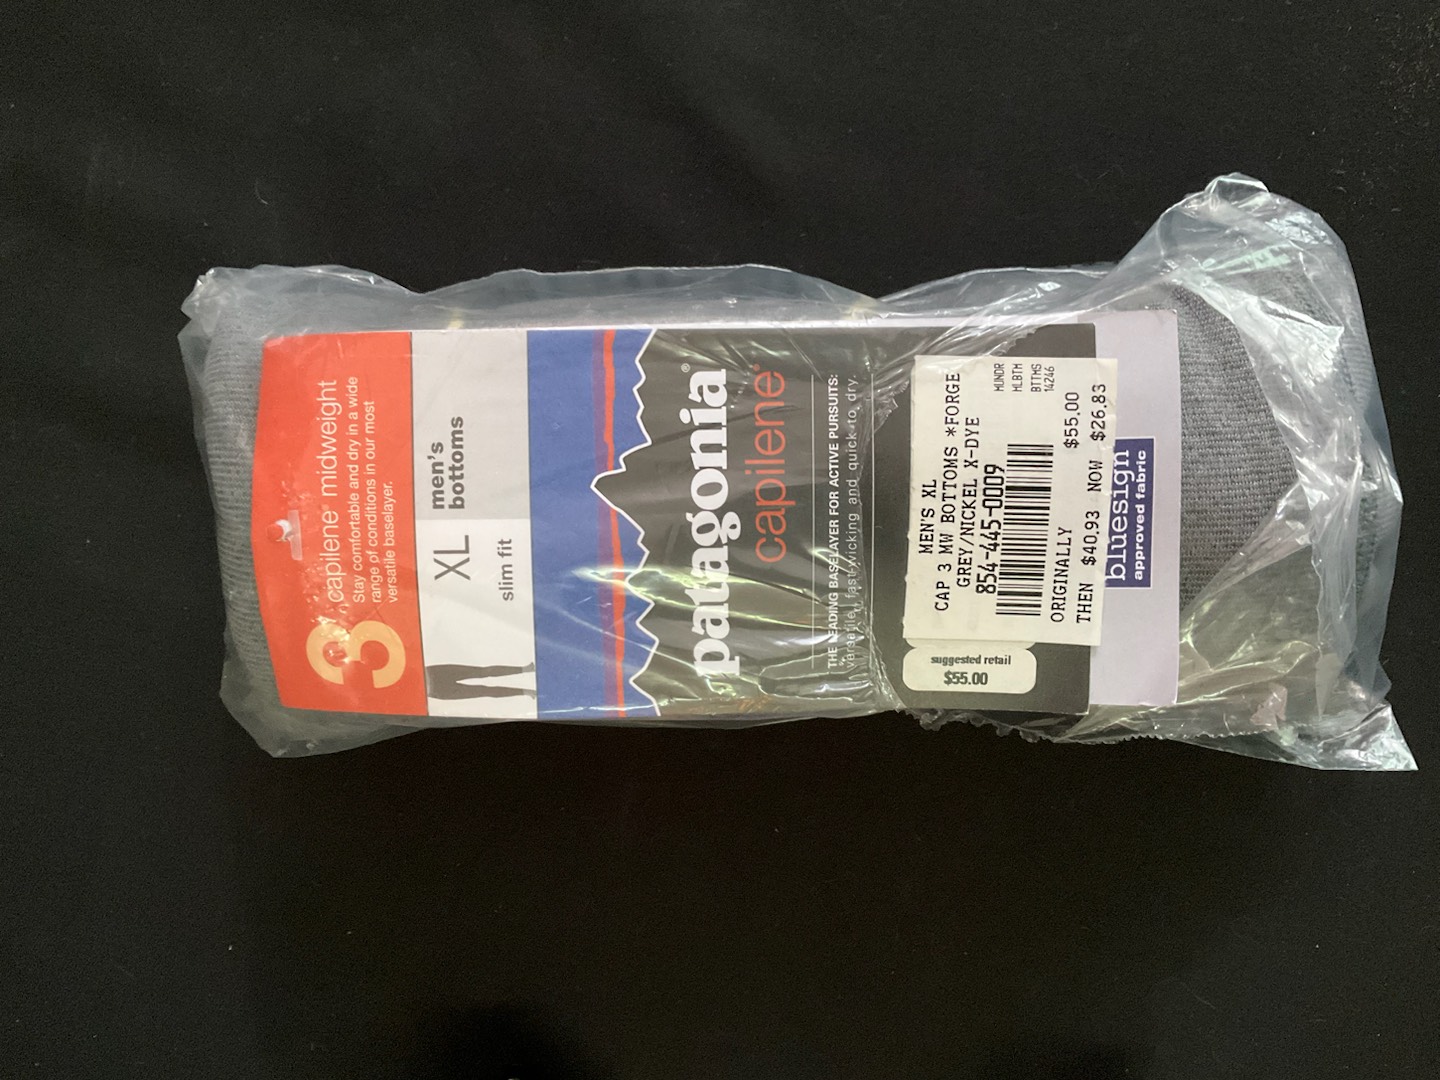 3
capilene® midweight
Stay comfortable and dry in a wide
range of conditions in our most
versatile baselayer.
XL
men's
bottoms
slim fit
patagonia®
capilene®
THE LEADING BASELAYER FOR ACTIVE PURSUITS:
versatile, fast-wicking and quick to dry.
MEN'S XL
CAP 3 MW BOTTOMS *FORGE
GREY/NICKEL X-DYE
854-445-0009
MUNDR
MLBTM
BTTMS
14246
ORIGINALLY $55.00
THEN $40.93 NOW $26.83
suggested retail
$55.00
bluesign
approved fabric